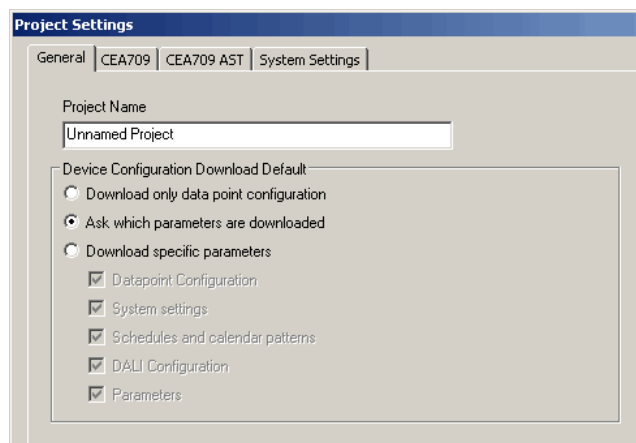 Project Settings
General CEA709 CEA709 AST System Settings
Project Name
Unnamed Project
Device Configuration Download Default
Download only data point configuration
Ask which parameters are downloaded
Download specific parameters
Datapoint Configuration
System settings
Schedules and calendar patterns
DALI Configuration
Parameters